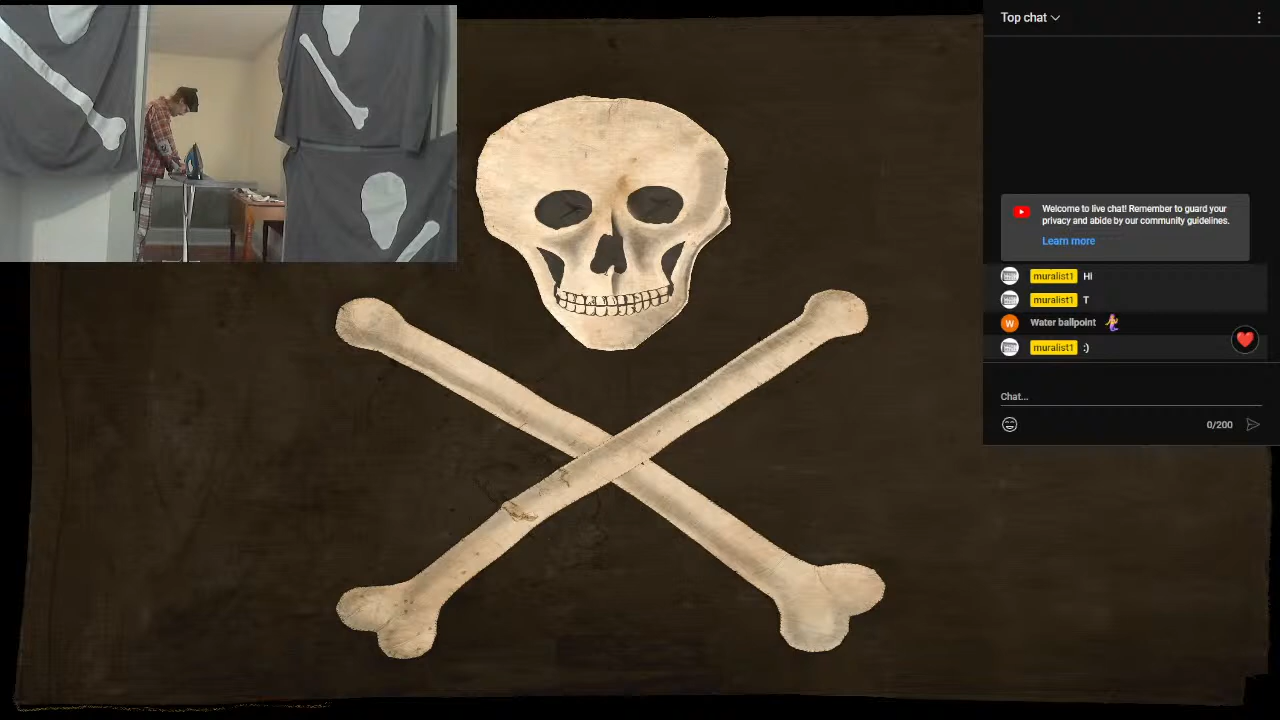 Top chat
Welcome to live chat! Remember to guard your
privacy and abide by our community guidelines.
Learn more
muralist1 HI
muralist1 T
W Water ballpoint
muralist1 :)
Chat...
0/200